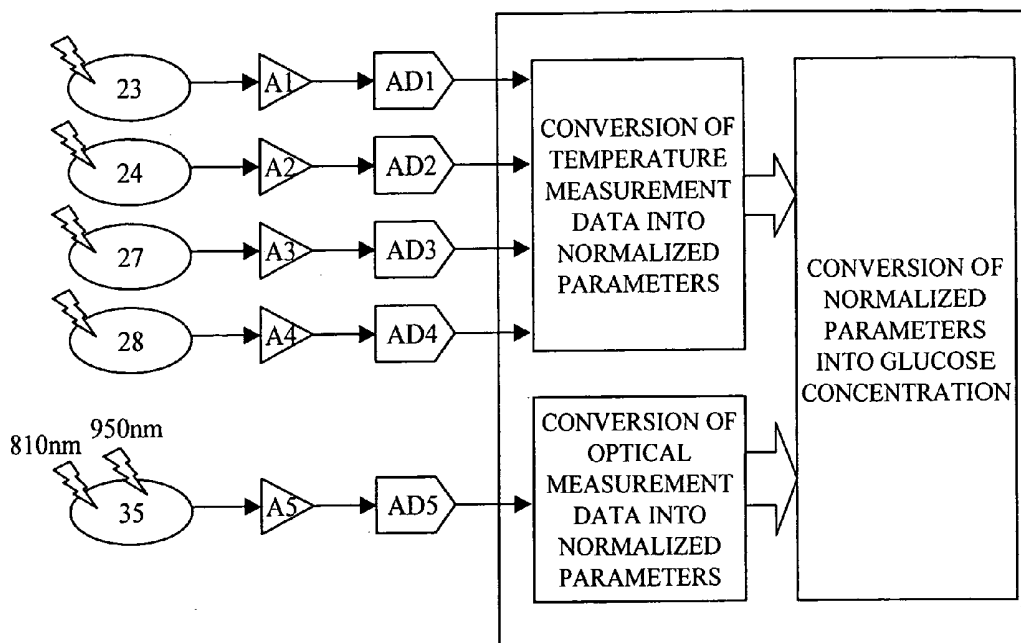 23 A1 AD1
24 A2 AD2
27 A3 AD3
28 A4 AD4
CONVERSION OF
TEMPERATURE
MEASUREMENT
DATA INTO
NORMALIZED
PARAMETERS
810nm
950nm
35 A5 AD5
CONVERSION OF
OPTICAL
MEASUREMENT
DATA INTO
NORMALIZED
PARAMETERS
CONVERSION OF
NORMALIZED
PARAMETERS
INTO GLUCOSE
CONCENTRATION